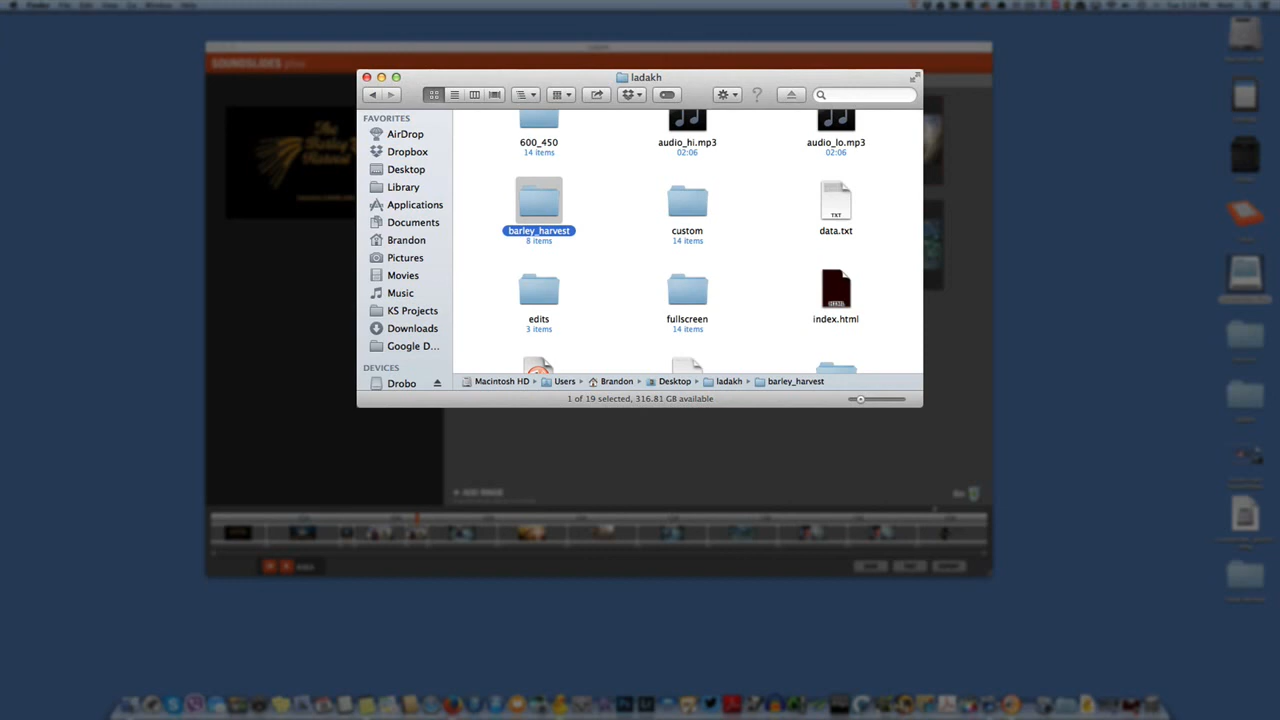 SOUNDSLIDES plus
ladakh
FAVORITES
AirDrop
Dropbox
Desktop
Library
Applications
Documents
Brandon
Pictures
Movies
Music
KS Projects
Downloads
Google D...
DEVICES
Drobo
600_450
14 items
audio_hi.mp3
02:06
audio_lo.mp3
02:06
barley_harvest
8 items
custom
14 items
TXT
data.txt
edits
3 items
fullscreen
14 items
HTML
index.html
Macintosh HD
Users
Brandon
Desktop
ladakh
barley_harvest
1 of 19 selected, 316.81 GB available